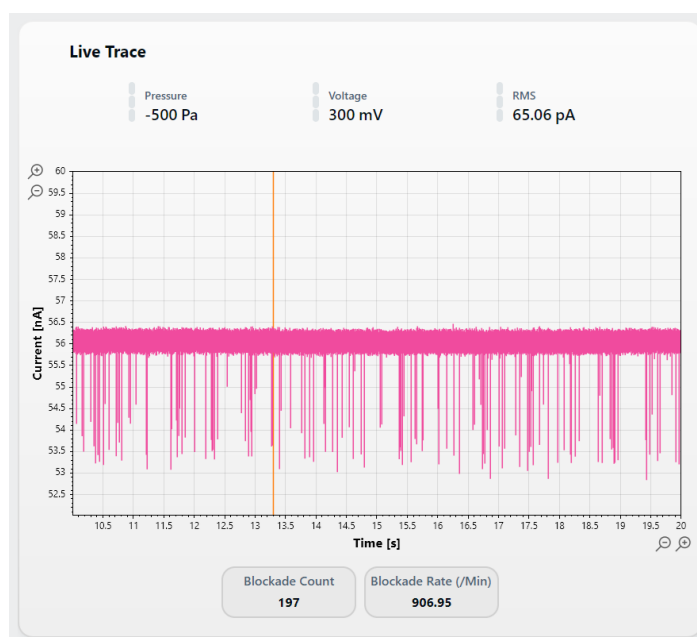 Live Trace
Pressure
-500 Pa
Voltage
300 mV
RMS
65.06 pA
60
59.5
59
58.5
58
57.5
57
56.5
56
55.5
55
54.5
54
53.5
53
52.5
Current [nA]
10.5 11 11.5 12 12.5 13 13.5 14 14.5 15 15.5 16 16.5 17 17.5 18 18.5 19 19.5 20
Time [s]
Blockade Count
197
Blockade Rate (/Min)
906.95